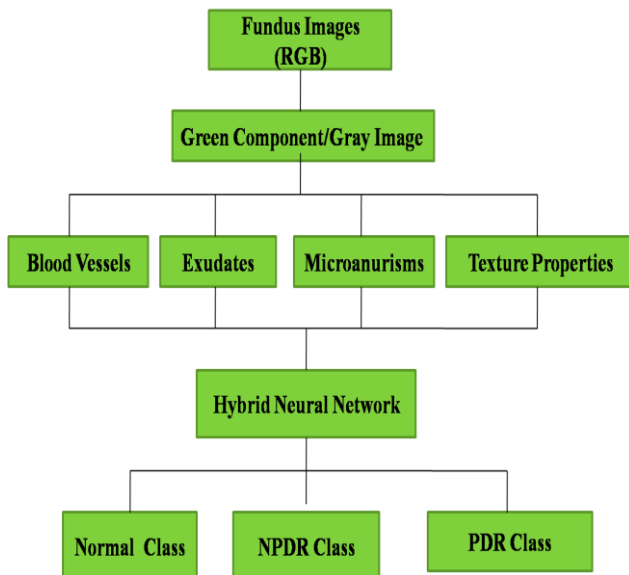 Fundus Images
(RGB)
Green Component/Gray Image
Blood Vessels
Exudates
Microanurisms
Texture Properties
Hybrid Neural Network
Normal Class
NPDR Class
PDR Class